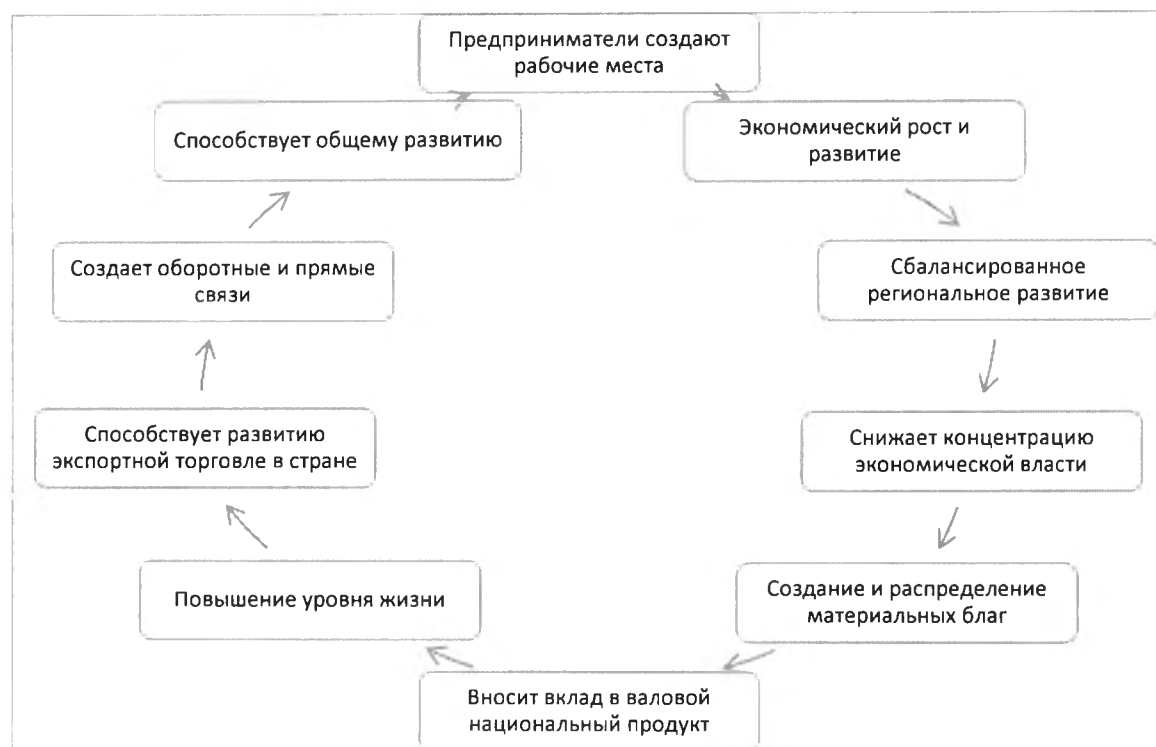 Предприниматели создают
рабочие места
Экономический рост и
развитие
Сбалансированное
региональное развитие
Снижает концентрацию
экономической власти
Создание и распределение
материальных благ
Вносит вклад в валовой
национальный продукт
Повышение уровня жизни
Способствует развитию
экспортной торговле в стране
Создает оборотные и прямые
связи
Способствует общему развитию